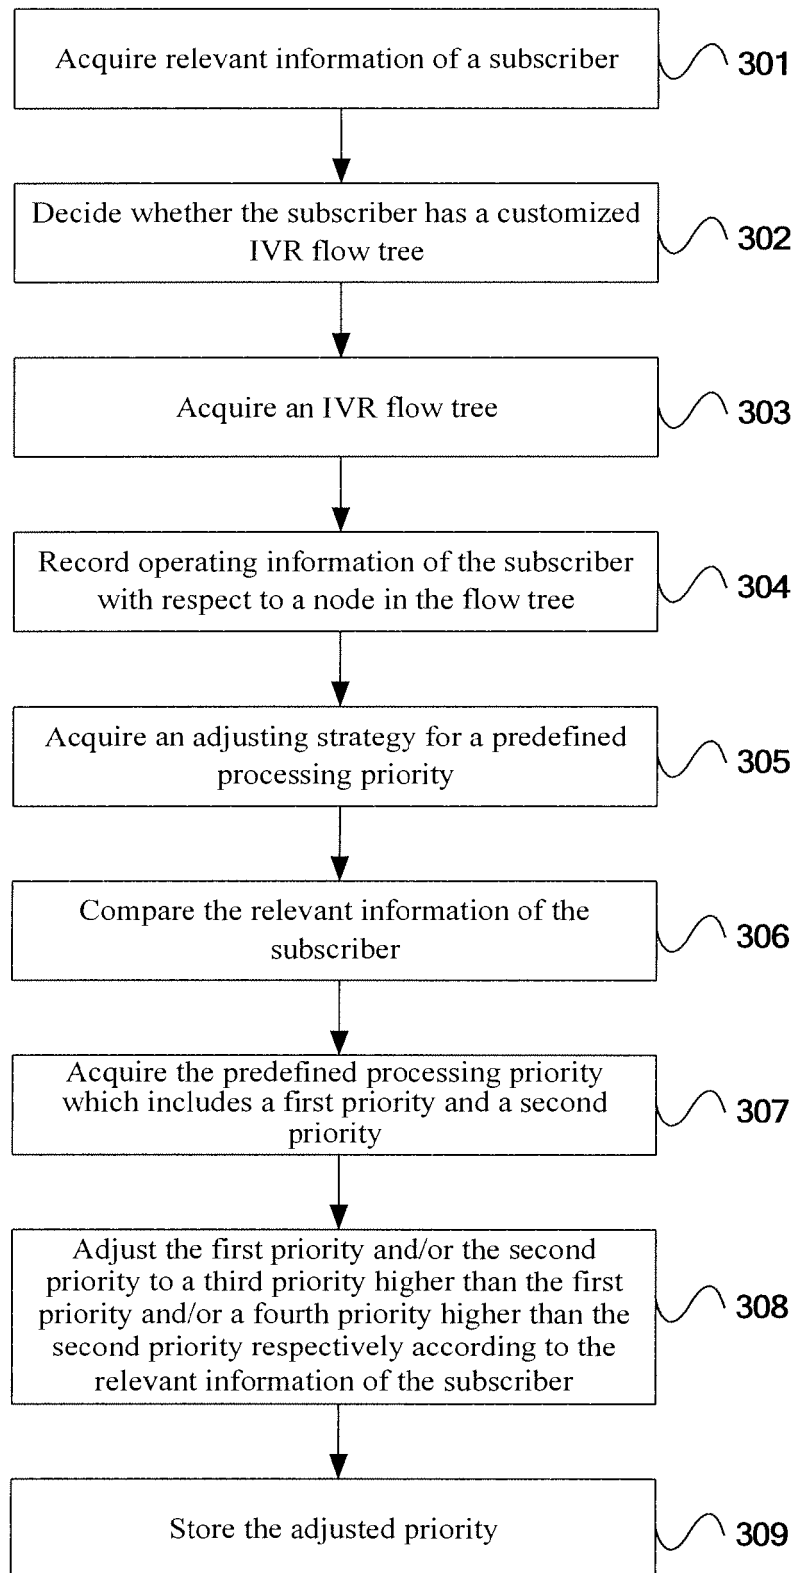 Acquire relevant information of a subscriber
301
Decide whether the subscriber has a customized
IVR flow tree
302
Acquire an IVR flow tree
303
Record operating information of the subscriber
with respect to a node in the flow tree
304
Acquire an adjusting strategy for a predefined
processing priority
305
Compare the relevant information of the
subscriber
306
Acquire the predefined processing priority
which includes a first priority and a second
priority
307
Adjust the first priority and/or the second
priority to a third priority higher than the first
priority and/or a fourth priority higher than the
second priority respectively according to the
relevant information of the subscriber
308
Store the adjusted priority
309